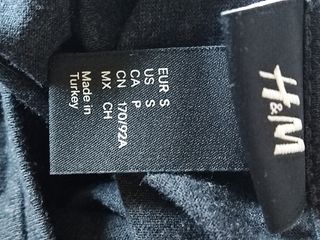 H&M
EUR S
US S
CA P
CN 170/92A
MX CH
Made in
Turkey